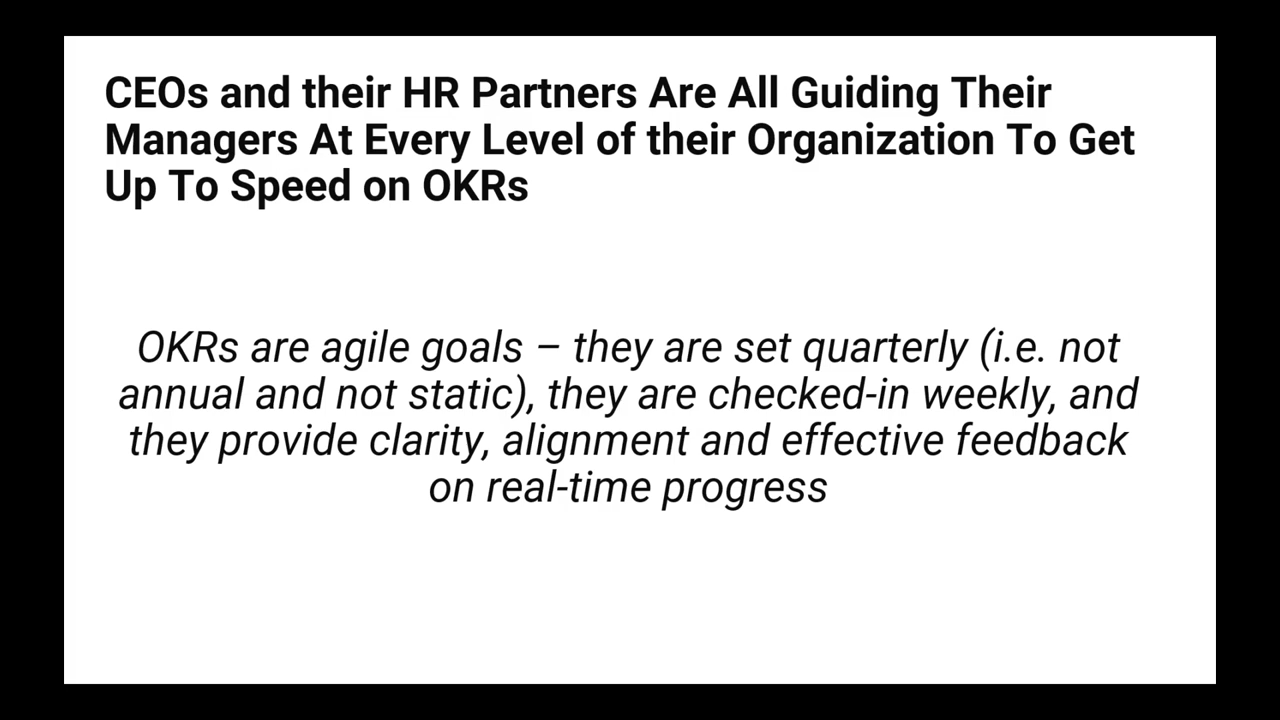 CEOs and their HR Partners Are All Guiding Their
Managers At Every Level of their Organization To Get
Up To Speed on OKRs
OKRs are agile goals – they are set quarterly (i.e. not
annual and not static), they are checked-in weekly, and
they provide clarity, alignment and effective feedback
on real-time progress